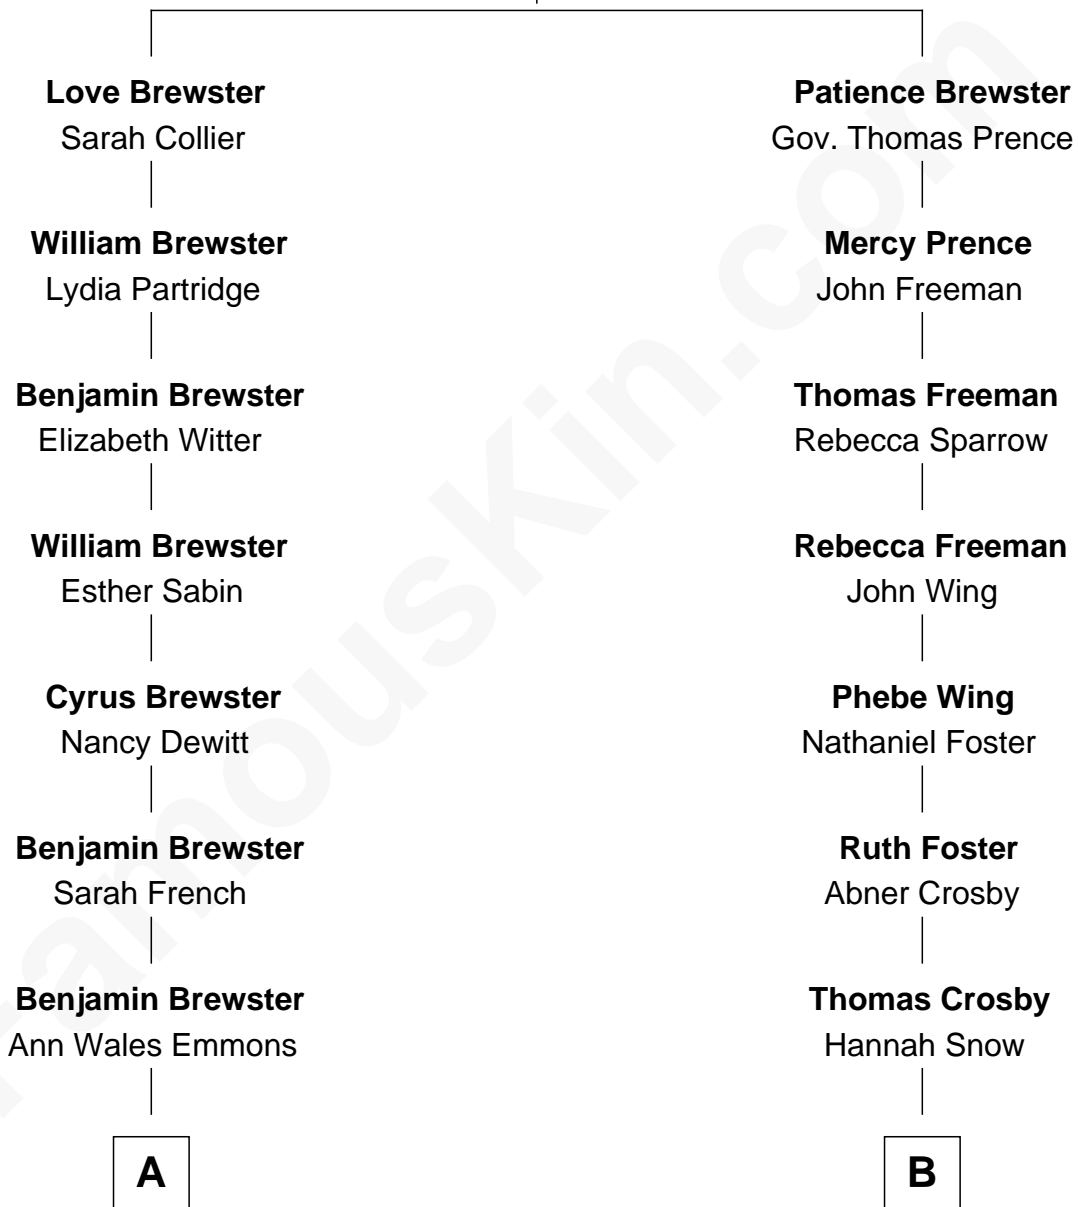 Love Brewster
Sarah Collier
William Brewster
Lydia Partridge
Benjamin Brewster
Elizabeth Witter
William Brewster
Esther Sabin
Cyrus Brewster
Nancy Dewitt
Benjamin Brewster
Sarah French
Benjamin Brewster
Ann Wales Emmons
A
Patience Brewster
Gov. Thomas Prence
Mercy Prence
John Freeman
Thomas Freeman
Rebecca Sparrow
Rebecca Freeman
John Wing
Phebe Wing
Nathaniel Foster
Ruth Foster
Abner Crosby
Thomas Crosby
Hannah Snow
B
FamousKin.com